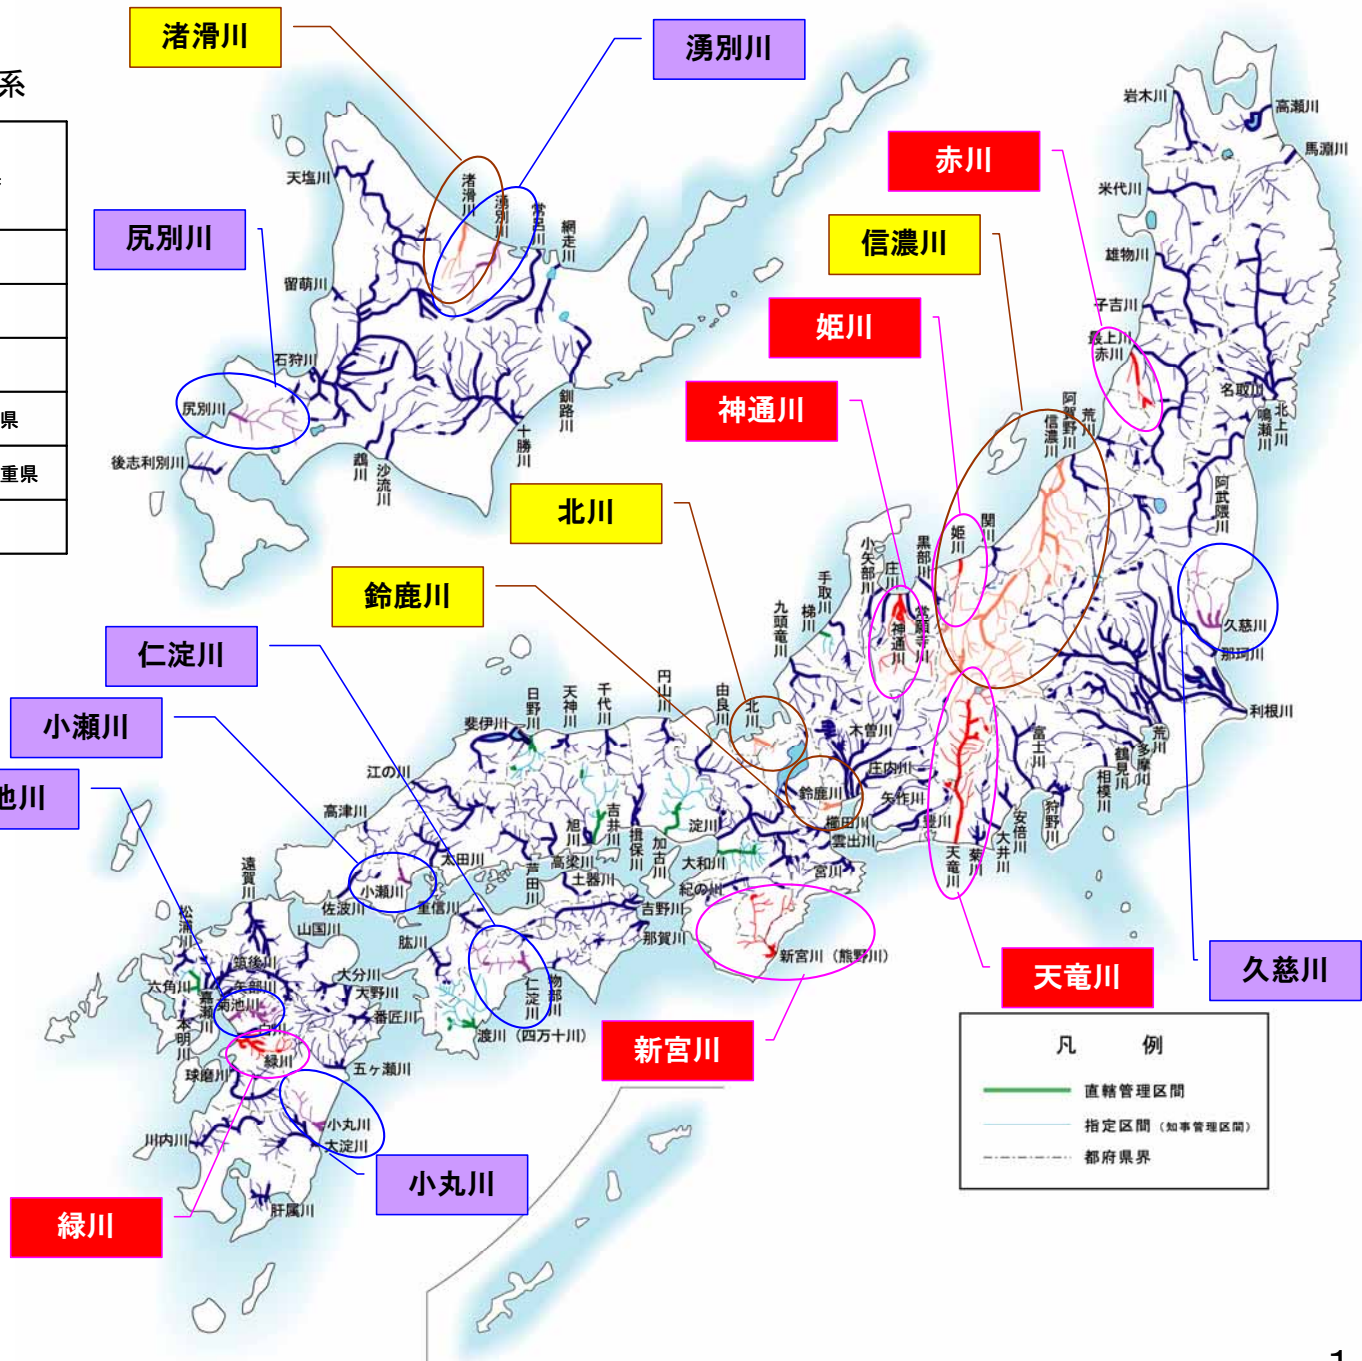 系
県
重県
渚滑川
湧別川
尻別川
赤川
信濃川
姫川
神通川
北川
鈴鹿川
仁淀川
小瀬川
池川
緑川
小丸川
新宮川
天竜川
久慈川
天塩川
渚滑川
湧別川
常呂川
網走川
留萌川
石狩川
尻別川
後志利別川
鵡川
沙流川
十勝川
釧路川
岩木川
高瀬川
馬淵川
米代川
雄物川
子吉川
最上川
赤川
名取川
鳴瀬川
北上川
阿武隈川
荒川
阿賀野川
信濃川
関川
姫川
黒部川
常願寺川
神通川
庄川
小矢部川
手取川
梯川
九頭竜川
北川
由良川
円山川
千代川
天神川
日野川
斐伊川
江の川
高津川
久慈川
那珂川
利根川
荒川
多摩川
鶴見川
相模川
富士川
狩野川
安倍川
大井川
菊川
天竜川
豊川
矢作川
庄内川
木曽川
鈴鹿川
櫛田川
雲出川
宮川
淀川
大和川
紀の川
新宮川（熊野川）
加古川
揖保川
吉井川
旭川
高梁川
芦田川
太田川
小瀬川
佐波川
土器川
重信川
吉野川
那賀川
肱川
物部川
仁淀川
渡川（四万十川）
遠賀川
松浦川
山国川
筑後川
矢部川
六角川
嘉瀬川
菊池川
本明川
白川
緑川
球磨川
大分川
大野川
番匠川
五ヶ瀬川
小丸川
大淀川
川内川
肝属川
凡 例
直轄管理区間
指定区間（知事管理区間）
都府県界
1